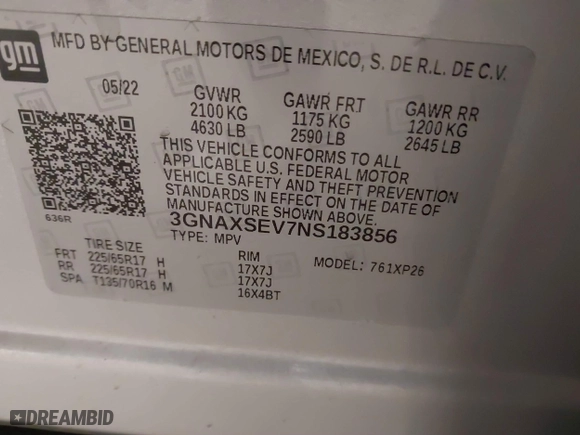 gm MFD BY GENERAL MOTORS DE MEXICO, S. DE R.L. DE C.V.
05/22 GVWR GAWR FRT GAWR RR
2100 KG 1175 KG 1200 KG
4630 LB 2590 LB 2645 LB
THIS VEHICLE CONFORMS TO ALL
APPLICABLE U.S. FEDERAL MOTOR
VEHICLE SAFETY AND THEFT PREVENTION
STANDARDS IN EFFECT ON THE DATE OF
MANUFACTURE SHOWN ABOVE.
636R 3GNAXSEV7NS183856
TYPE: MPV
TIRE SIZE RIM MODEL: 761XP26
FRT 225/65R17 H 17X7J
RR 225/65R17 H 17X7J
SPA T135/70R16 M 16X4BT
DREAMBID